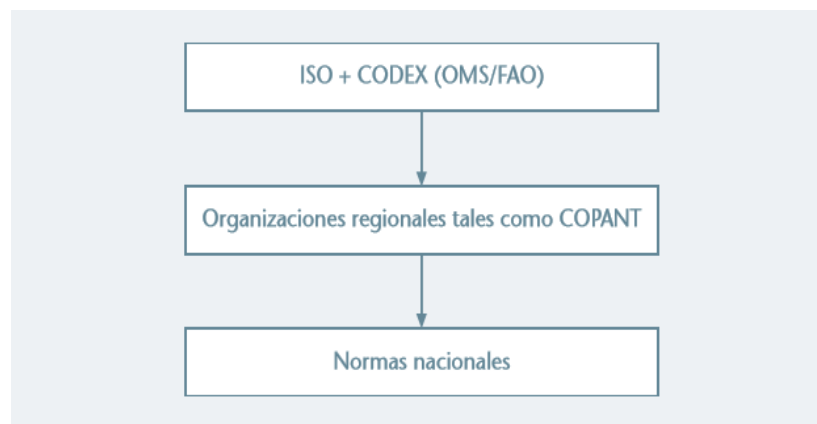 ISO + CODEX (OMS/FAO)
Organizaciones regionales tales como COPANT
Normas nacionales